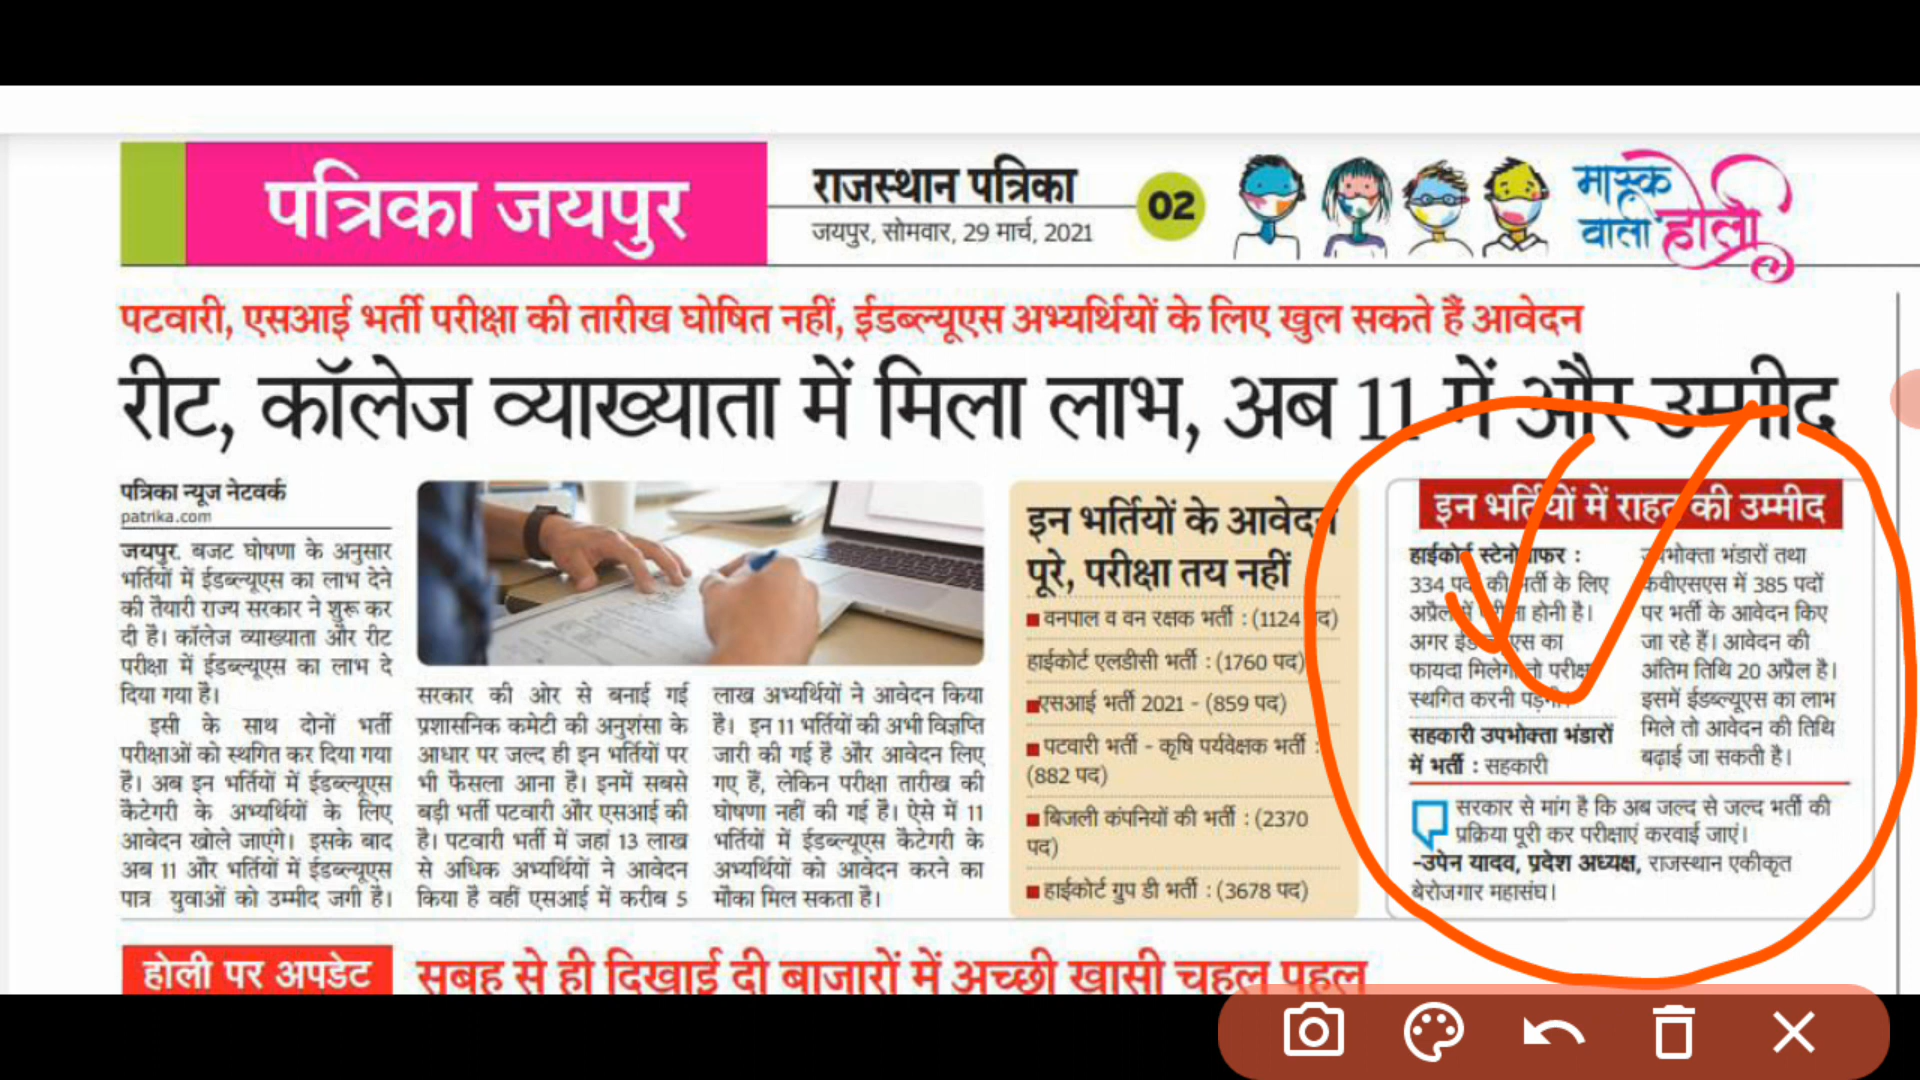 पत्रिका जयपुर
राजस्थान पत्रिका
जयपुर, सोमवार, 29 मार्च, 2021
02
मास्क
वाली होली
पटवारी, एसआई भर्ती परीक्षा की तारीख घोषित नहीं, ईडब्ल्यूएस अभ्यर्थियों के लिए खुल सकते हैं आवेदन
रीट, कॉलेज व्याख्याता में मिला लाभ, अब 11 में और उम्मीद
पत्रिका न्यूज नेटवर्क
patrika.com
जयपुर. बजट घोषणा के अनुसार
भर्तियों में ईडब्ल्यूएस का लाभ देने
की तैयारी राज्य सरकार ने शुरू कर
दी है। कॉलेज व्याख्याता और रीट
परीक्षा में ईडब्ल्यूएस का लाभ दे
दिया गया है।
इसी के साथ दोनों भर्ती
परीक्षाओं को स्थगित कर दिया गया
है। अब इन भर्तियों में ईडब्ल्यूएस
कैटेगरी के अभ्यर्थियों के लिए
आवेदन खोले जाएंगे। इसके बाद
अब 11 और भर्तियों में ईडब्ल्यूएस
पात्र युवाओं को उम्मीद जगी है।
सरकार की ओर से बनाई गई
प्रशासनिक कमेटी की अनुशंसा के
आधार पर जल्द ही इन भर्तियों पर
भी फैसला आना है। इनमें सबसे
बड़ी भर्ती पटवारी और एसआई की
है। पटवारी भर्ती में जहां 13 लाख
से अधिक अभ्यर्थियों ने आवेदन
किया है वहीं एसआई में करीब 5
लाख अभ्यर्थियों ने आवेदन किया
है। इन 11 भर्तियों की अभी विज्ञप्ति
जारी की गई है और आवेदन लिए
गए हैं, लेकिन परीक्षा तारीख की
घोषणा नहीं की गई है। ऐसे में 11
भर्तियों में ईडब्ल्यूएस कैटेगरी के
अभ्यर्थियों को आवेदन करने का
मौका मिल सकता है।
इन भर्तियों के आवेदन
पूरे, परीक्षा तय नहीं
वनपाल व वन रक्षक भर्ती : (1124 पद)
हाईकोर्ट एलडीसी भर्ती : (1760 पद)
एसआई भर्ती 2021 - (859 पद)
पटवारी भर्ती - कृषि पर्यवेक्षक भर्ती :
(882 पद)
बिजली कंपनियों की भर्ती : (2370
पद)
हाईकोर्ट ग्रुप डी भर्ती : (3678 पद)
इन भर्तियों में राहत की उम्मीद
हाईकोर्ट स्टेनोग्राफर :
334 पदों की भर्ती के लिए
अप्रैल में परीक्षा होनी है।
अगर ईडब्ल्यूएस का
फायदा मिलेगा तो परीक्षा
स्थगित करनी पड़ेगी।
सहकारी उपभोक्ता भंडारों
में भर्ती : सहकारी
उपभोक्ता भंडारों तथा
केवीएसएस में 385 पदों
पर भर्ती के आवेदन किए
जा रहे हैं। आवेदन की
अंतिम तिथि 20 अप्रैल है।
इसमें ईडब्ल्यूएस का लाभ
मिले तो आवेदन की तिथि
बढ़ाई जा सकती है।
सरकार से मांग है कि अब जल्द से जल्द भर्ती की
प्रक्रिया पूरी कर परीक्षाएं करवाई जाएं।
-उपेन यादव, प्रदेश अध्यक्ष, राजस्थान एकीकृत
बेरोजगार महासंघ।
होली पर अपडेट
सुबह से ही दिखाई दी बाजारों में अच्छी खासी चहल पहल